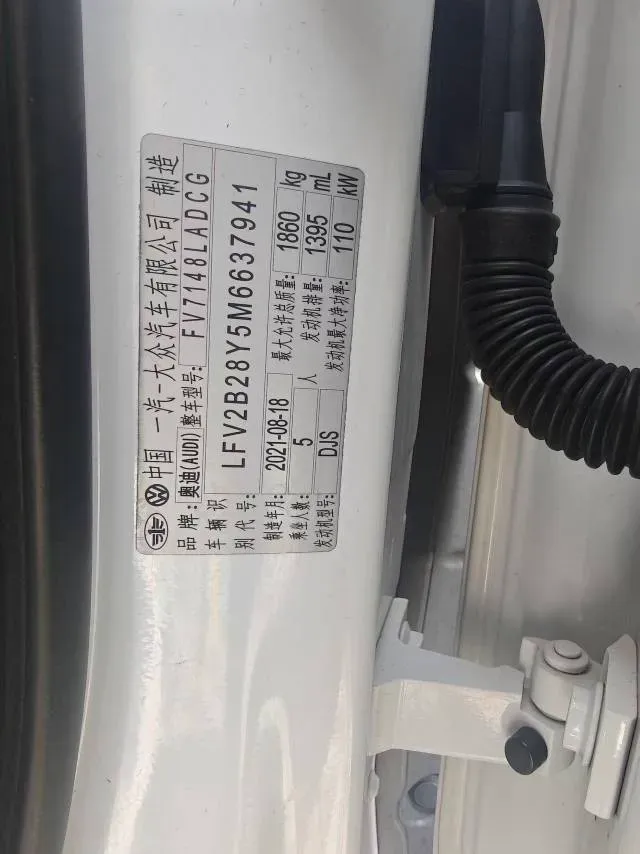 中国 一汽-大众汽车有限公司 制造
品牌: 奥迪(AUDI) 整车型号: FV7148LADCG
车辆识别代号: LFV2B28Y5M6637941
制造年月: 2021-08-18 最大允许总质量: 1860 kg
乘坐人数: 5 人 发动机排量: 1395 mL
发动机型号: DJS 发动机最大净功率: 110 kW